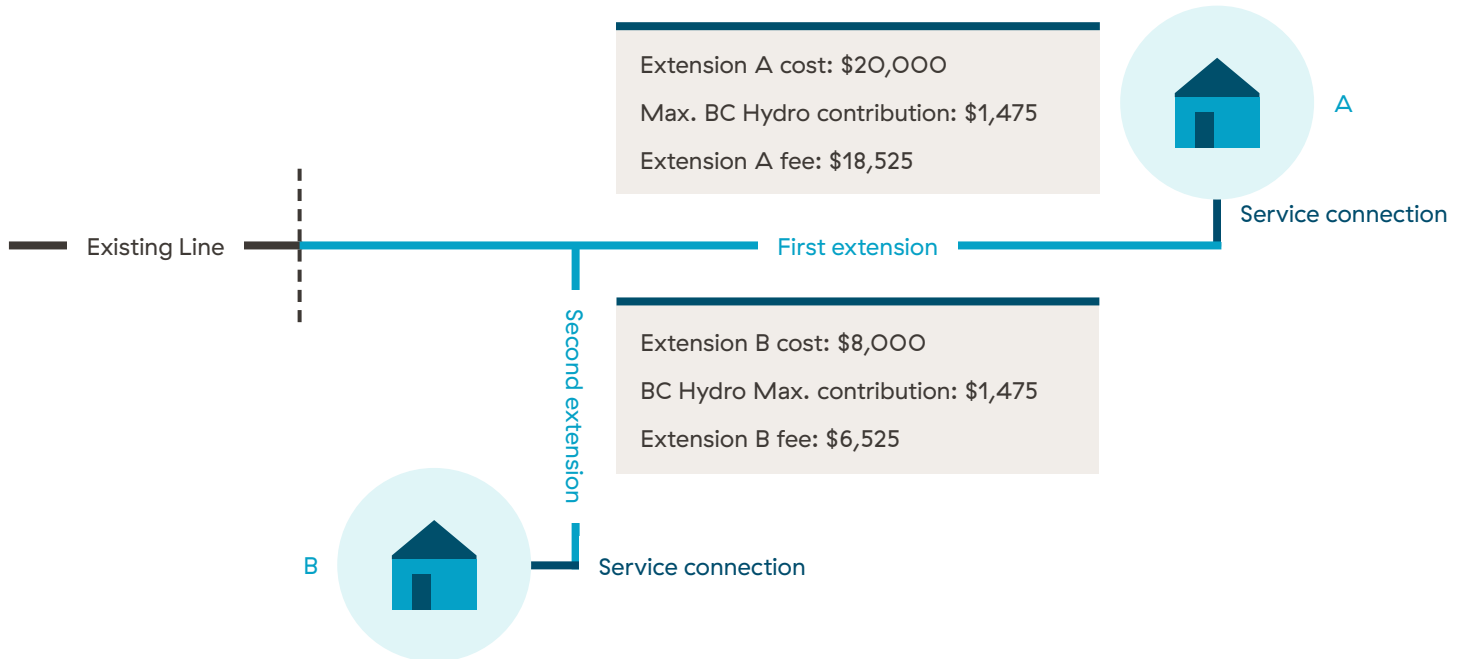 Extension A cost: $20,000
Max. BC Hydro contribution: $1,475
Extension A fee: $18,525
A
Service connection
Existing Line
First extension
Second extension
Extension B cost: $8,000
BC Hydro Max. contribution: $1,475
Extension B fee: $6,525
B
Service connection